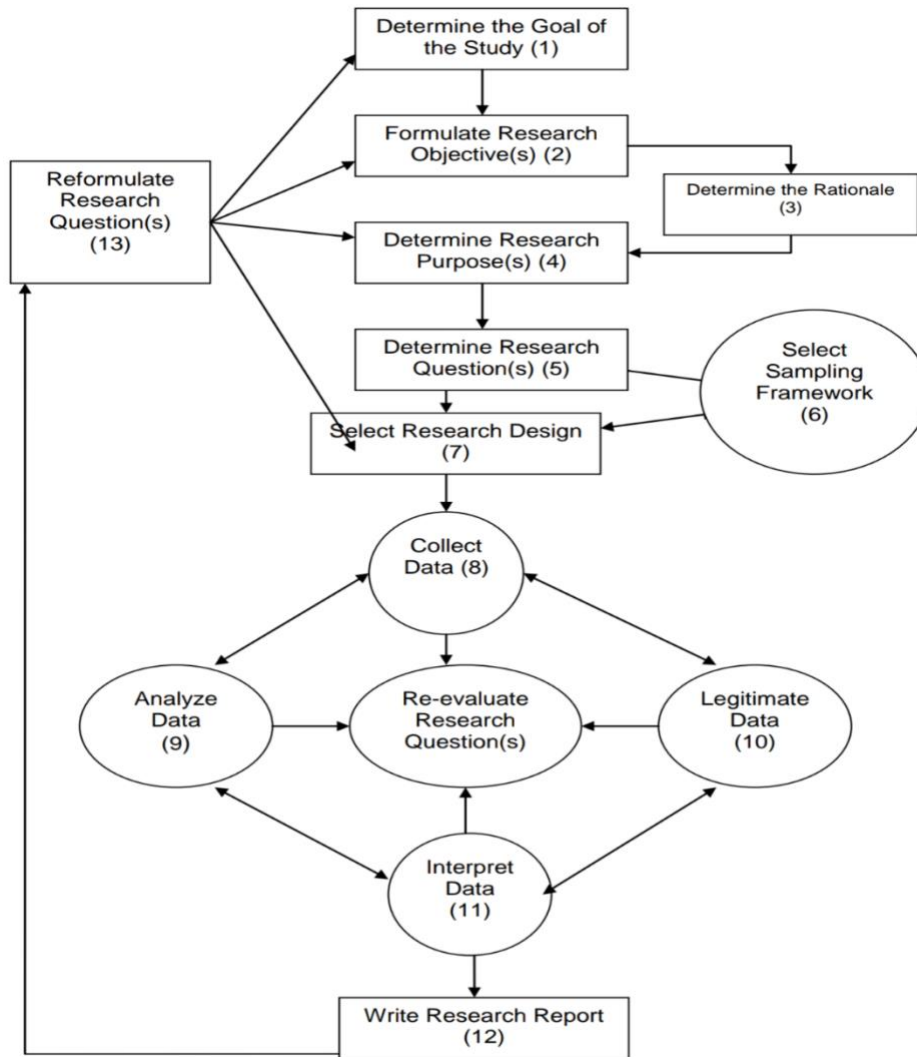 Determine the Goal of
the Study (1)
Formulate Research
Objective(s) (2)
Reformulate
Research
Question(s)
(13)
Determine the Rationale
(3)
Determine Research
Purpose(s) (4)
Determine Research
Question(s) (5)
Select
Sampling
Framework
(6)
Select Research Design
(7)
Collect
Data (8)
Analyze
Data
(9)
Re-evaluate
Research
Question(s)
Legitimate
Data
(10)
Interpret
Data
(11)
Write Research Report
(12)